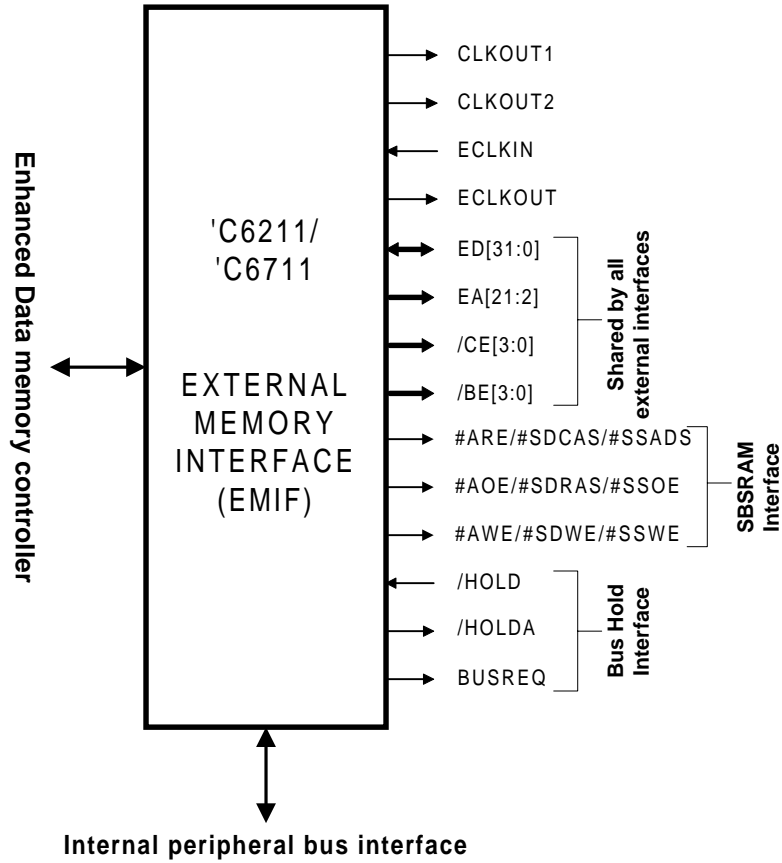 Enhanced Data memory controller
'C6211/
'C6711
EXTERNAL
MEMORY
INTERFACE
(EMIF)
CLKOUT1
CLKOUT2
ECLKIN
ECLKOUT
ED[31:0]
EA[21:2]
/CE[3:0]
/BE[3:0]
Shared by all
external interfaces
#ARE/#SDCAS/#SSADS
#AOE/#SDRAS/#SSOE
#AWE/#SDWE/#SSWE
SBSRAM
Interface
/HOLD
/HOLDA
BUSREQ
Bus Hold
Interface
Internal peripheral bus interface